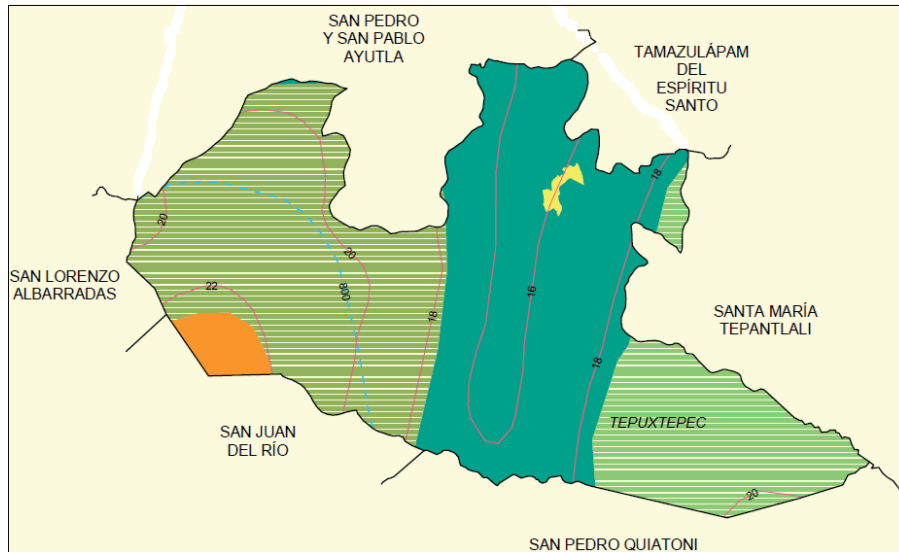 SAN PEDRO
Y SAN PABLO
AYUTLA
TAMAZULÁPAM
DEL
ESPÍRITU
SANTO
18
20
20
SAN LORENZO
ALBARRADAS
22
800
16
18
SANTA MARÍA
TEPANTLALI
18
TEPUXTEPEC
SAN JUAN
DEL RÍO
20
SAN PEDRO QUIATONI